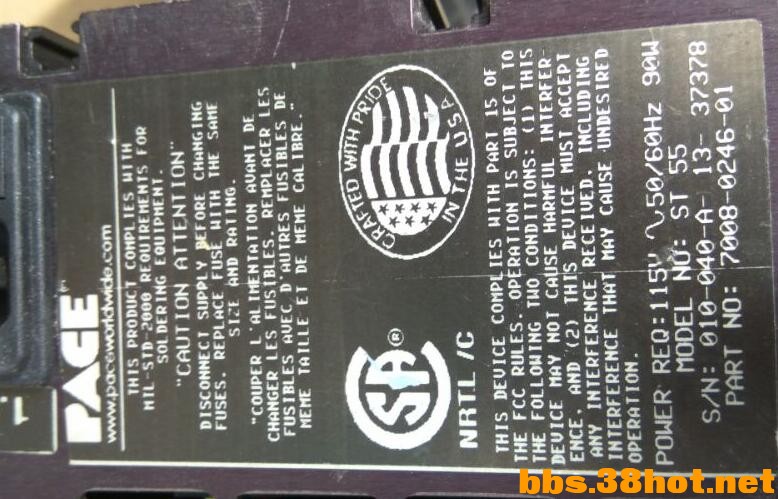 PACE
www.paceworldwide.com
THIS PRODUCT COMPLIES WITH
MIL-STD-2000 REQUIREMENTS FOR
SOLDERING EQUIPMENT.
"CAUTION ATTENTION"
DISCONNECT SUPPLY BEFORE CHANGING
FUSES. REPLACE FUSE WITH THE SAME
SIZE AND RATING.
"COUPER L'ALIMENTATION AVANT DE
CHANGER LES FUSIBLES. REMPLACER LES
FUSIBLES AVEC D'AUTRES FUSIBLES DE
MEME TAILLE ET DE MEME CALIBRE."
SA ®
NRTL /C
CRAFTED WITH PRIDE
IN THE U.S.A.
THIS DEVICE COMPLIES WITH PART 15 OF
THE FCC RULES. OPERATION IS SUBJECT TO
THE FOLLOWING TWO CONDITIONS: (1) THIS
DEVICE MAY NOT CAUSE HARMFUL INTERFER-
ENCE, AND (2) THIS DEVICE MUST ACCEPT
ANY INTERFERENCE RECEIVED, INCLUDING
INTERFERENCE THAT MAY CAUSE UNDESIRED
OPERATION.
POWER REQ:115V ∿50/60Hz 90W
MODEL NO: ST 55
S/N: 010-040-A- 13- 37378
PART NO: 7008-0246-01
bbs.38hot.net